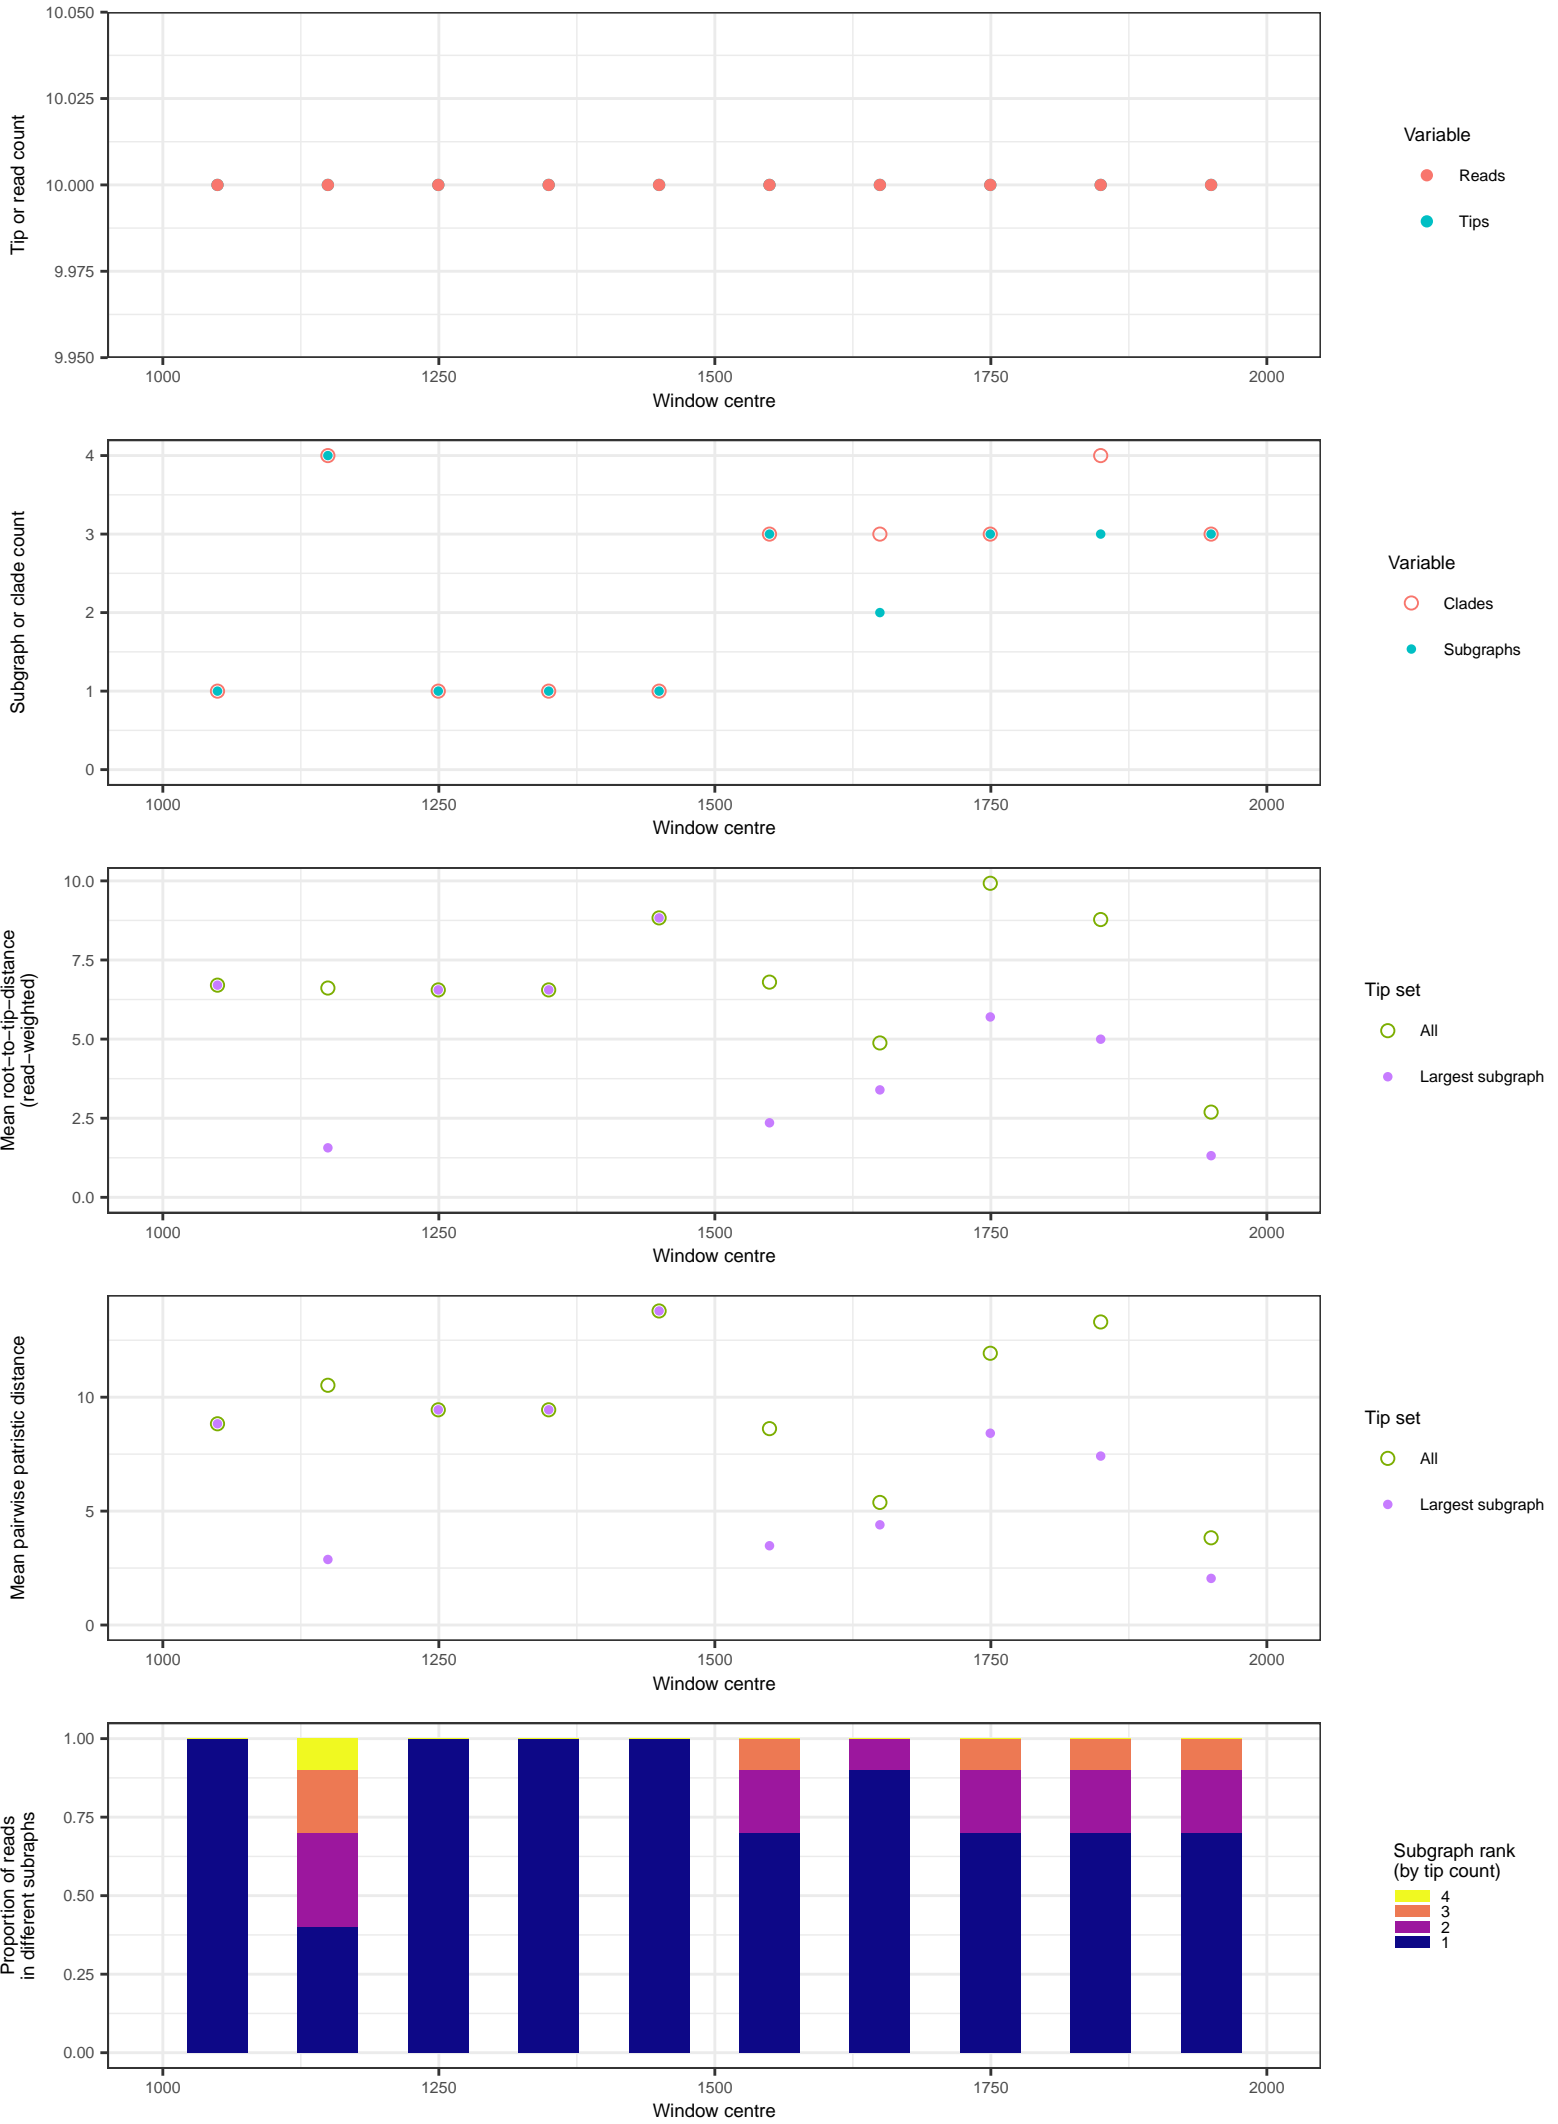 10.050
10.025
10.000
9.975
9.950
Tip or read count
1000 1250 1500 1750 2000
Window centre
Variable
Reads
Tips
4
3
2
1
0
Subgraph or clade count
1000 1250 1500 1750 2000
Window centre
Variable
Clades
Subgraphs
10.0
7.5
5.0
2.5
0.0
Mean root−to−tip−distance
(read−weighted)
1000 1250 1500 1750 2000
Window centre
Tip set
All
Largest subgraph
10
5
0
Mean pairwise patristic distance
1000 1250 1500 1750 2000
Window centre
Tip set
All
Largest subgraph
1.00
0.75
0.50
0.25
0.00
Proportion of reads
in different subraphs
1000 1250 1500 1750 2000
Window centre
Subgraph rank
(by tip count)
4
3
2
1